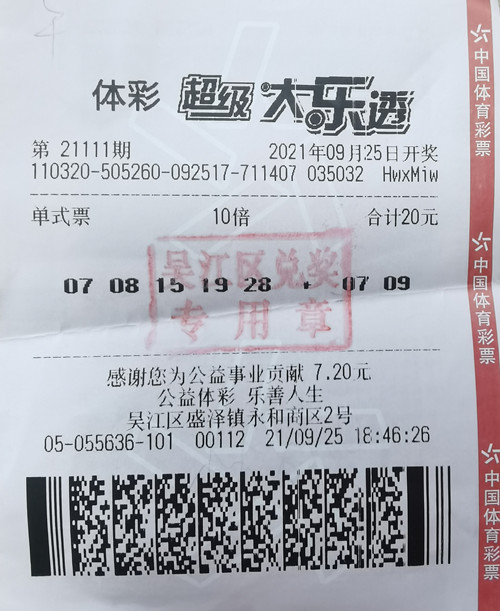 体彩 超级大乐透
第 21111期 2021年09月25日开奖
110320-505260-092517-711407 035032 HwxMiw
单式票 10倍 合计20元
吴江区兑奖
专用章
07 08 15 19 28 + 07 09
感谢您为公益事业贡献 7.20元
公益体彩 乐善人生
吴江区盛泽镇永和商区2号
05-055636-101 00112 21/09/25 18:46:26
中国体育彩票
中国体育彩票
中国体育彩票